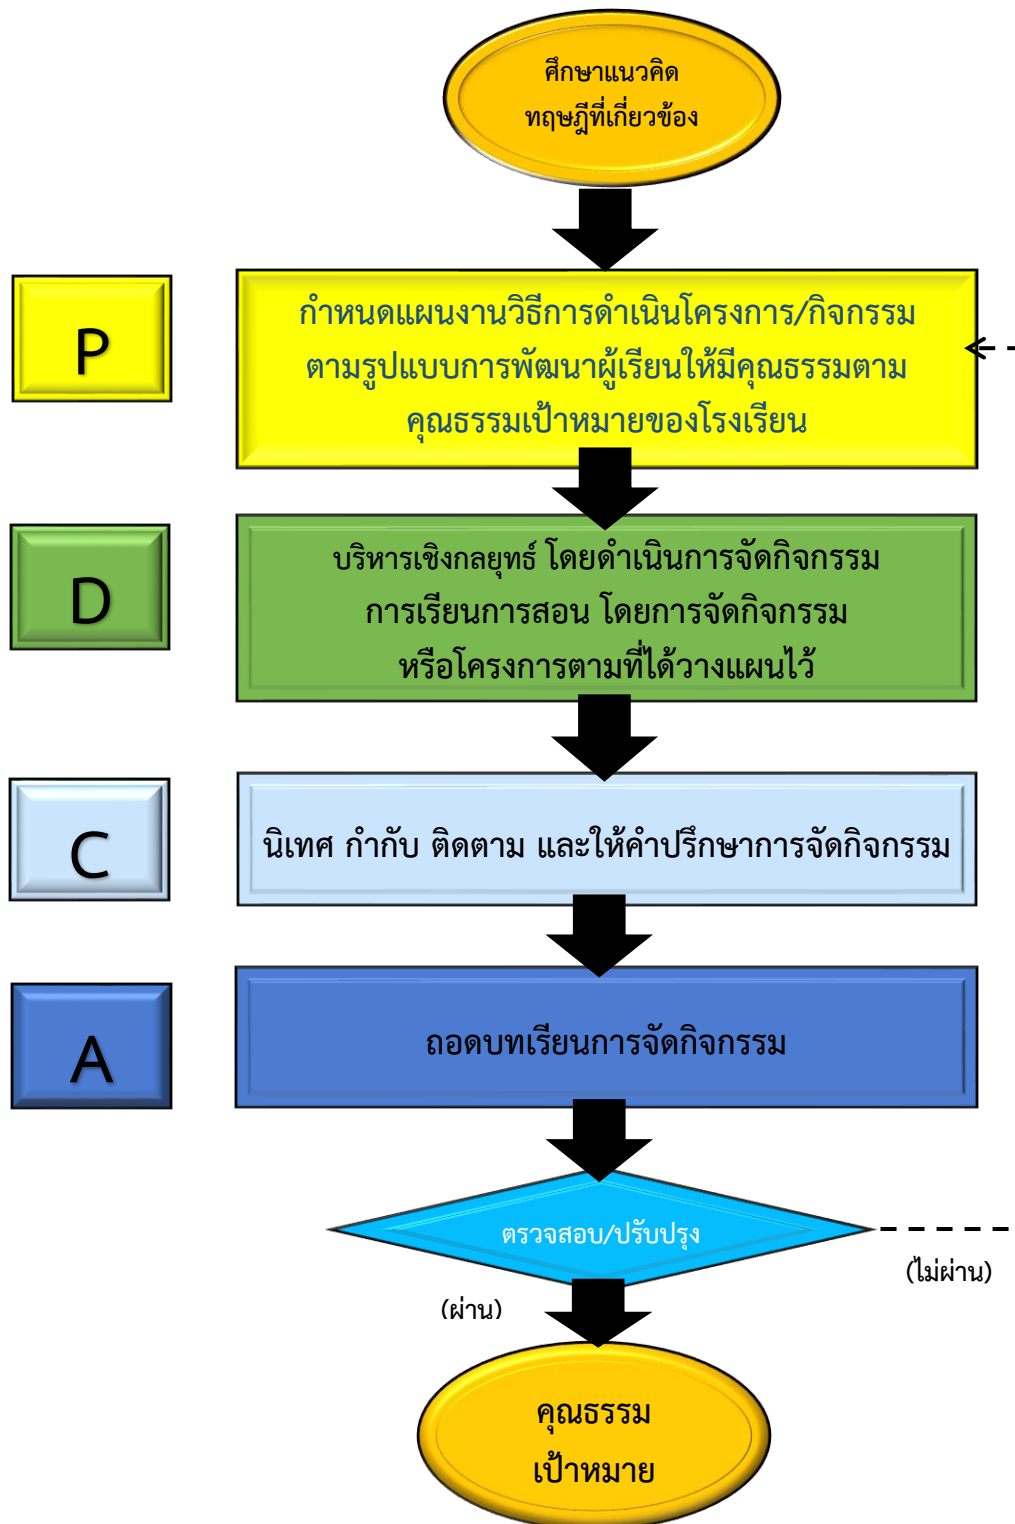 ศึกษาแนวคิด
ทฤษฎีที่เกี่ยวข้อง
P
กำหนดแผนงานวิธีการดำเนินโครงการ/กิจกรรม
ตามรูปแบบการพัฒนาผู้เรียนให้มีคุณธรรมตาม
คุณธรรมเป้าหมายของโรงเรียน
D
บริหารเชิงกลยุทธ์ โดยดำเนินการจัดกิจกรรม
การเรียนการสอน โดยการจัดกิจกรรม
หรือโครงการตามที่ได้วางแผนไว้
C
นิเทศ กำกับ ติดตาม และให้คำปรึกษาการจัดกิจกรรม
A
ถอดบทเรียนการจัดกิจกรรม
ตรวจสอบ/ปรับปรุง
(ไม่ผ่าน)
(ผ่าน)
คุณธรรม
เป้าหมาย